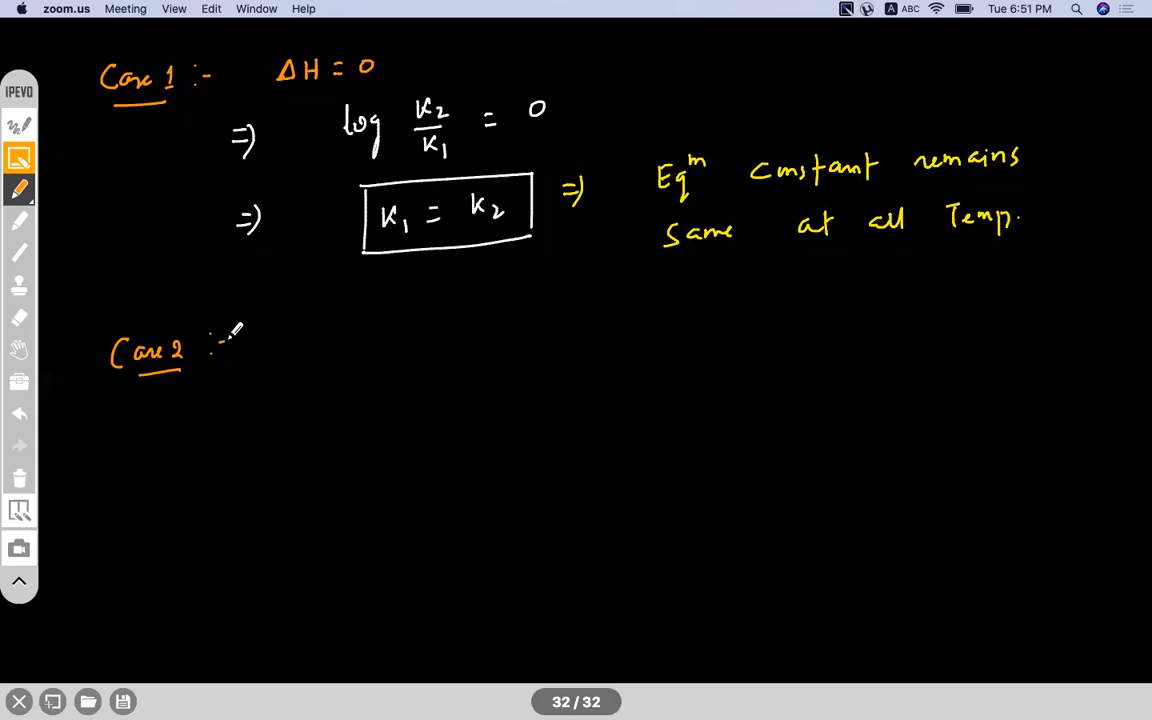 zoom.us Meeting View Edit Window Help
A ABC Tue 6:51 PM
IPEVO
Case 1 :- ΔH = 0
⇒ log K₂/K₁ = 0
⇒ K₁ = K₂ ⇒ Eqᵐ constant remains
same at all Temp.
Case 2 :-
32 / 32